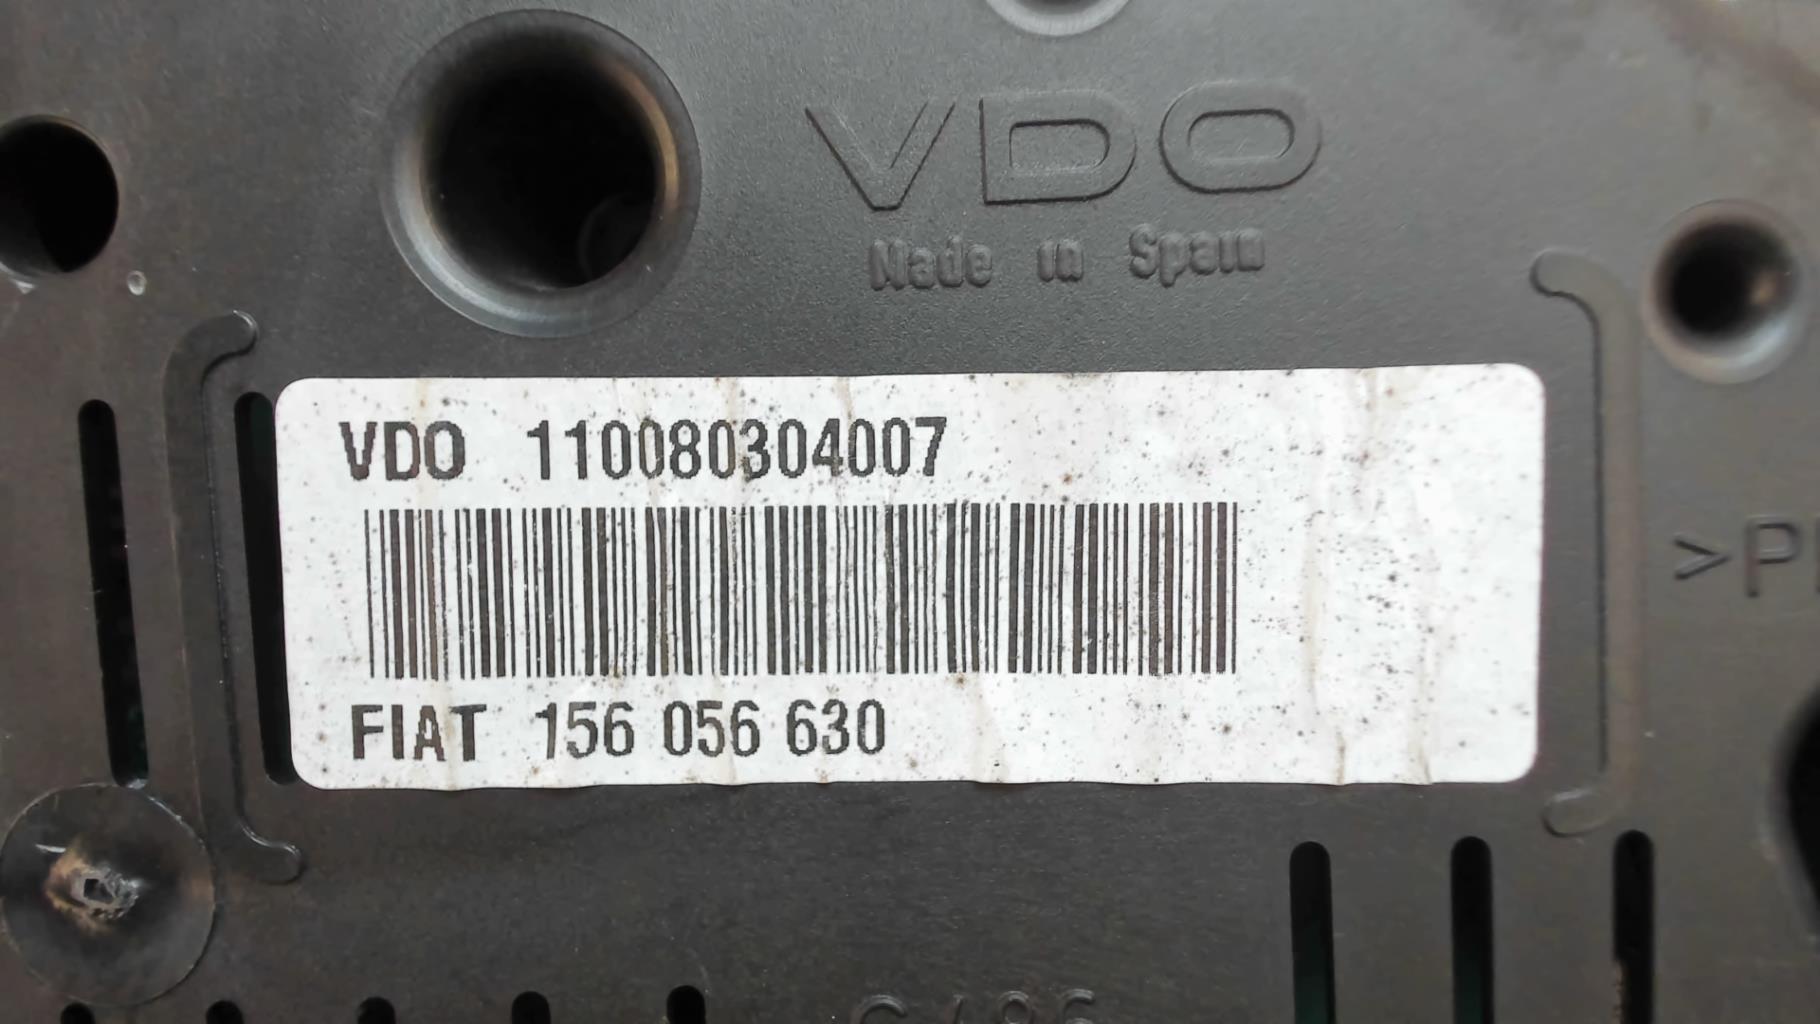 VDO
Made in Spain
VDO 110080304007
>P
FIAT 156 056 630